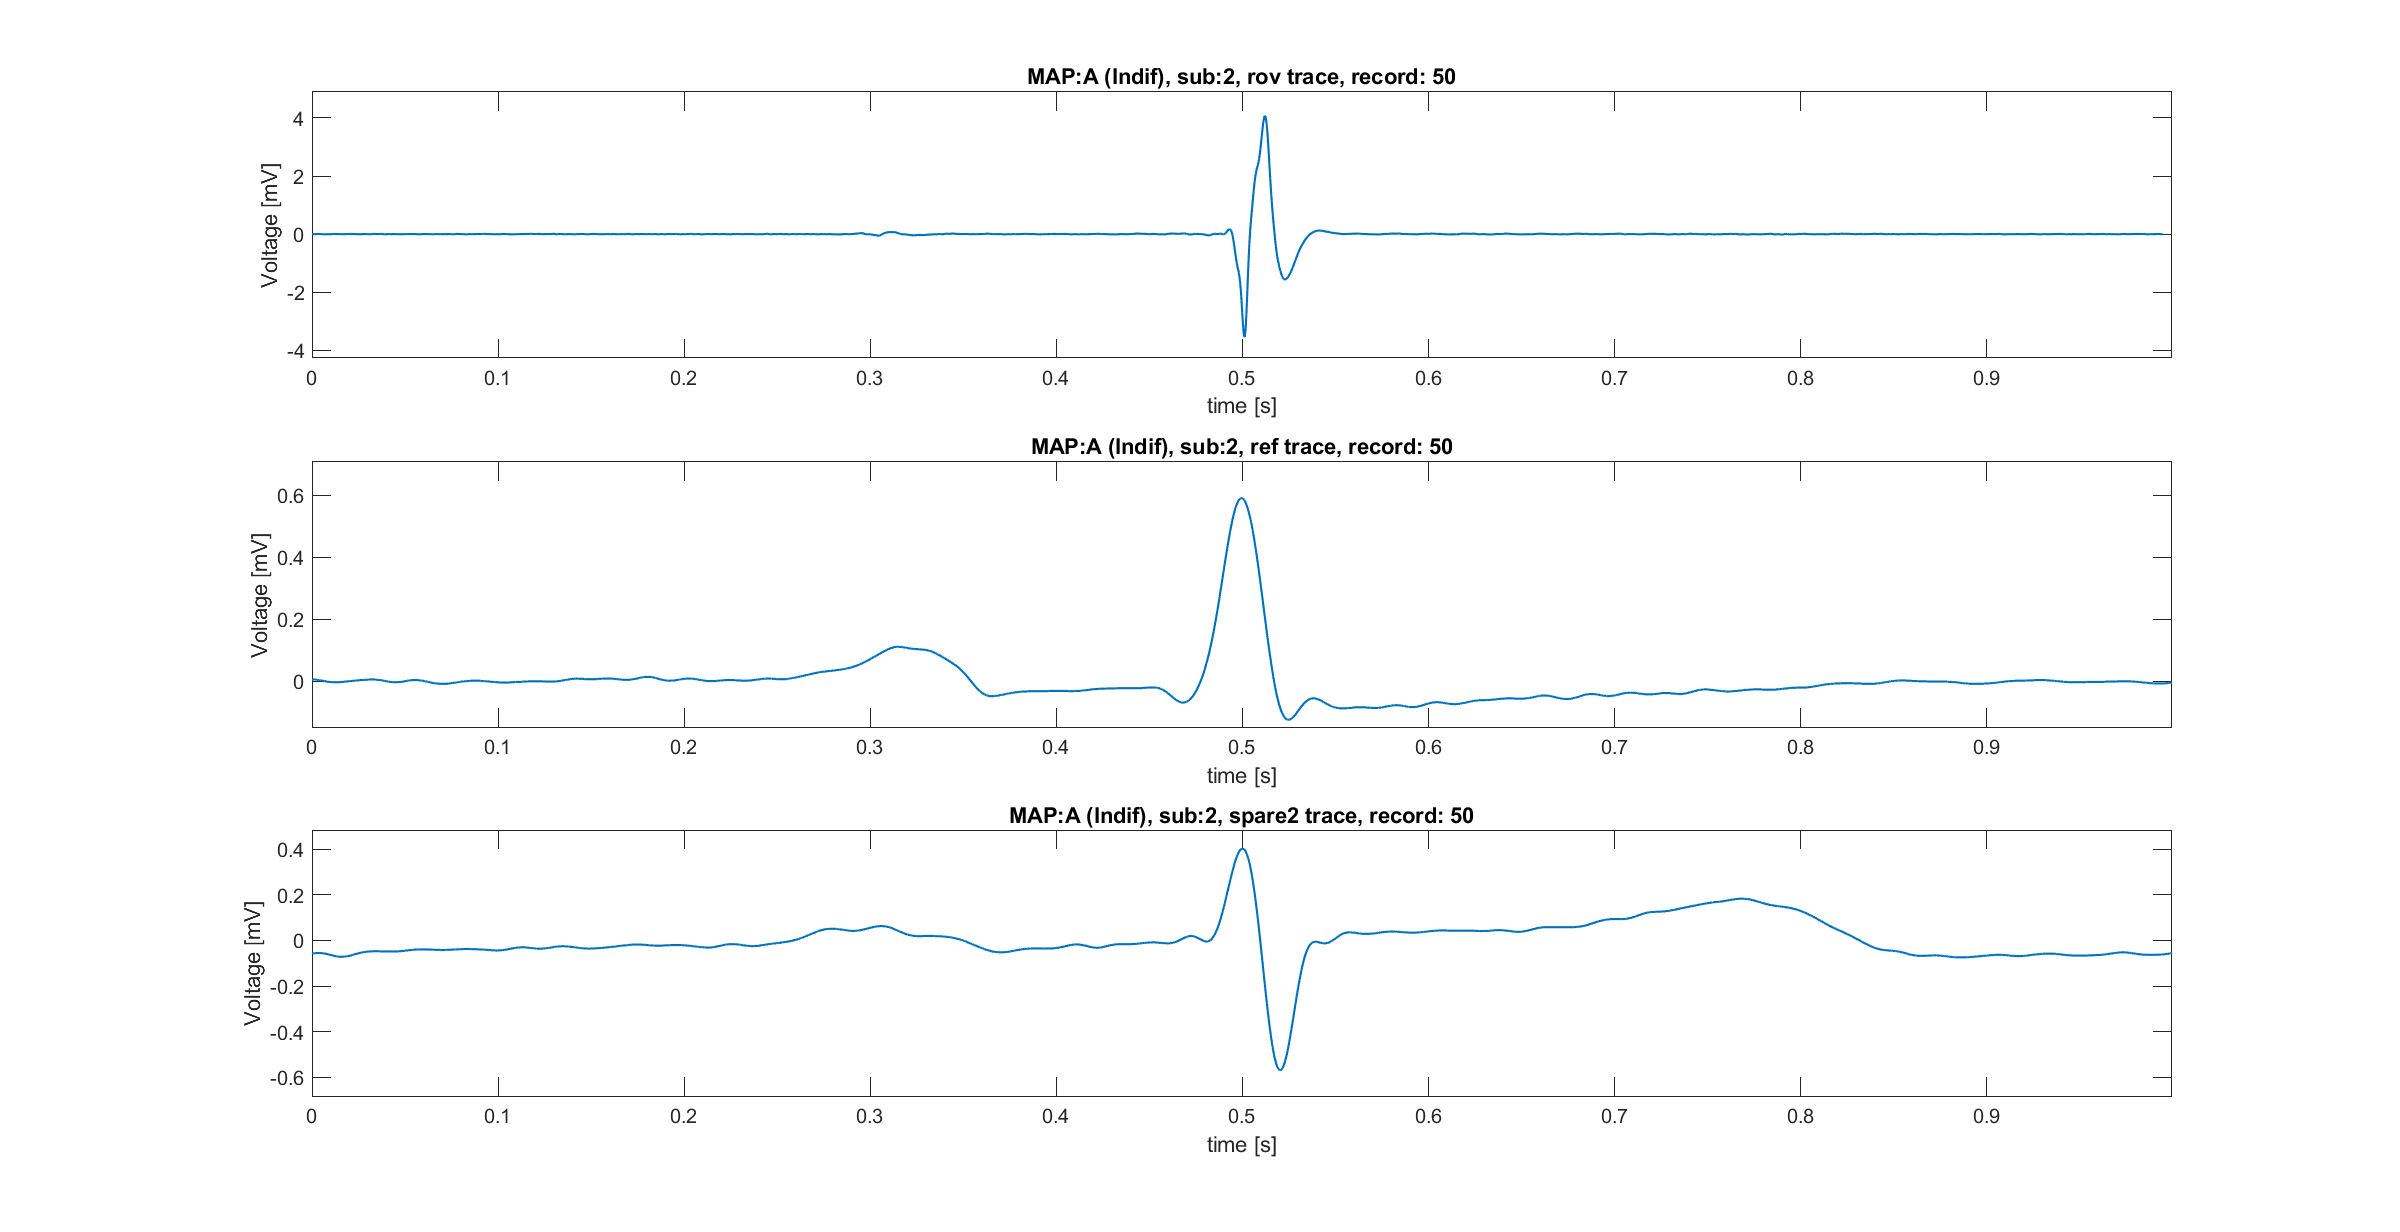 MAP:A (Indif), sub:2, rov trace, record: 50
Voltage [mV]
4
2
0
-2
-4
0 0.1 0.2 0.3 0.4 0.5 0.6 0.7 0.8 0.9
time [s]
MAP:A (Indif), sub:2, ref trace, record: 50
Voltage [mV]
0.6
0.4
0.2
0
0 0.1 0.2 0.3 0.4 0.5 0.6 0.7 0.8 0.9
time [s]
MAP:A (Indif), sub:2, spare2 trace, record: 50
Voltage [mV]
0.4
0.2
0
-0.2
-0.4
-0.6
0 0.1 0.2 0.3 0.4 0.5 0.6 0.7 0.8 0.9
time [s]